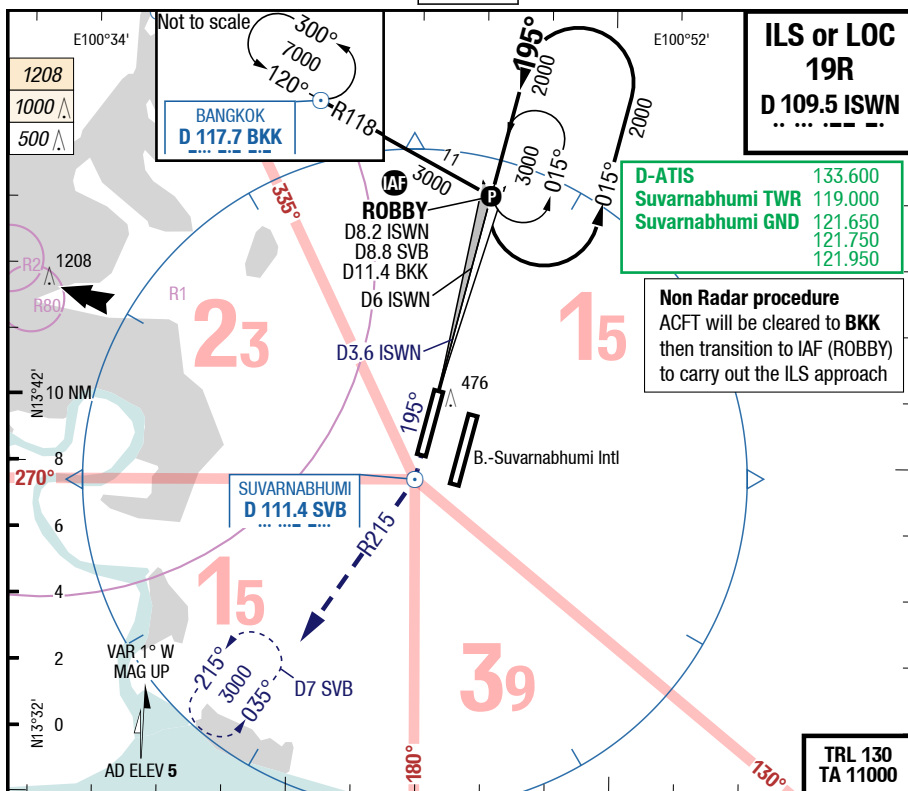 Not to scale
E100°34'
1208
1000
500
300°
7000
120°
BANGKOK
D 117.7 BKK
R118
11
3000
195°
2000
2000
3000
015°
015°
E100°52'
ILS or LOC
19R
D 109.5 ISWN
D-ATIS 133.600
Suvarnabhumi TWR 119.000
Suvarnabhumi GND 121.650
121.750
121.950
IAF
P
ROBBY
D8.2 ISWN
D8.8 SVB
D11.4 BKK
D6 ISWN
335°
R2
1208
R80
R1
23
15
Non Radar procedure
ACFT will be cleared to BKK
then transition to IAF (ROBBY)
to carry out the ILS approach
D3.6 ISWN
N13°42'
10 NM
476
195°
B.-Suvarnabhumi Intl
8
270°
SUVARNABHUMI
D 111.4 SVB
R215
6
15
4
39
VAR 1° W
MAG UP
2
215°
3000
035°
D7 SVB
N13°32'
0
AD ELEV 5
180°
130°
TRL 130
TA 11000